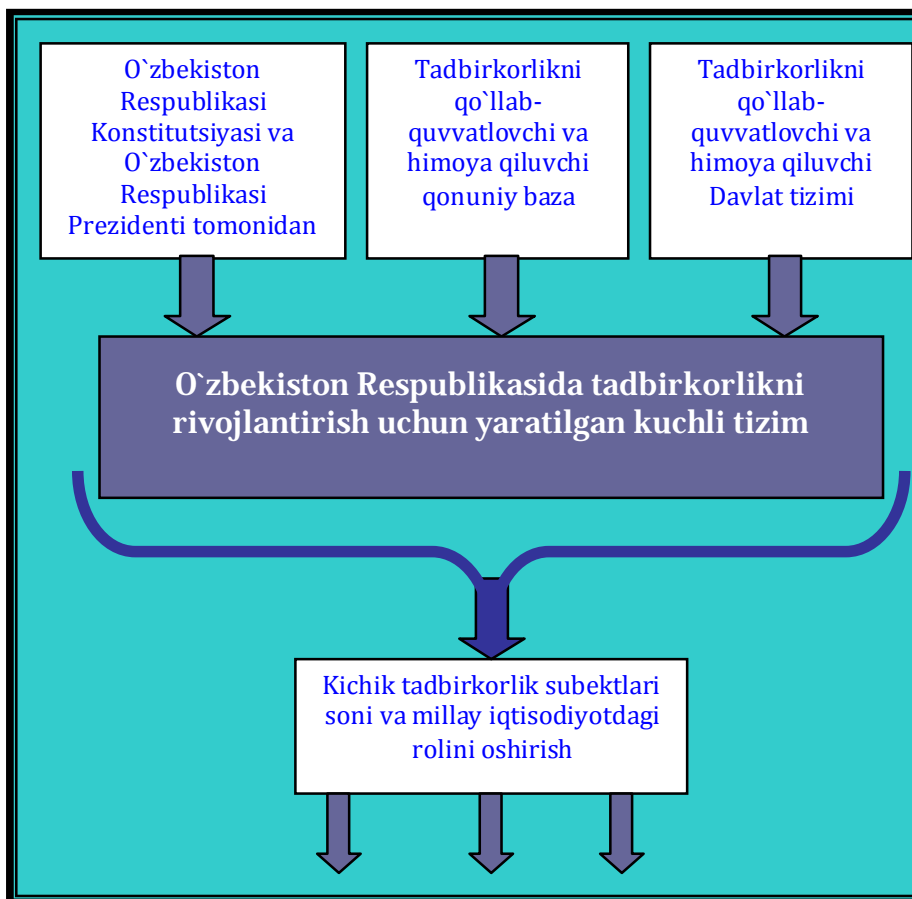 O`zbekiston
Respublikasi
Konstitutsiyasi va
O`zbekiston
Respublikasi
Prezidenti tomonidan
Tadbirkorlikni
qo`llab-
quvvatlovchi va
himoya qiluvchi
qonuniy baza
Tadbirkorlikni
qo`llab-
quvvatlovchi va
himoya qiluvchi
Davlat tizimi
O`zbekiston Respublikasida tadbirkorlikni
rivojlantirish uchun yaratilgan kuchli tizim
Kichik tadbirkorlik subektlari
soni va millay iqtisodiyotdagi
rolini oshirish